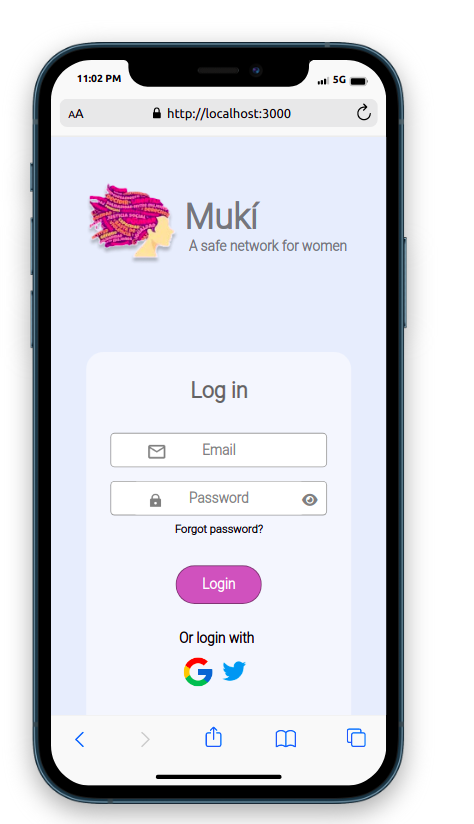 11:02 PM
5G
AA
http://localhost:3000
Mukí
A safe network for women
Log in
Email
Password
Forgot password?
Login
Or login with